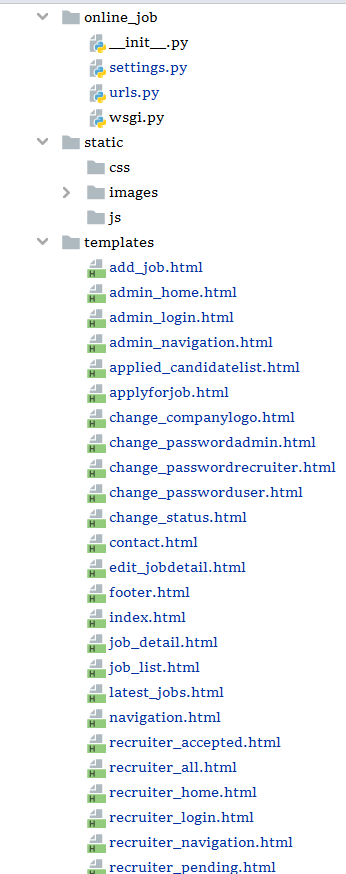 online_job
__init__.py
settings.py
urls.py
wsgi.py
static
css
images
js
templates
add_job.html
admin_home.html
admin_login.html
admin_navigation.html
applied_candidatelist.html
applyforjob.html
change_companylogo.html
change_passwordadmin.html
change_passwordrecruiter.html
change_passworduser.html
change_status.html
contact.html
edit_jobdetail.html
footer.html
index.html
job_detail.html
job_list.html
latest_jobs.html
navigation.html
recruiter_accepted.html
recruiter_all.html
recruiter_home.html
recruiter_login.html
recruiter_navigation.html
recruiter_pending.html